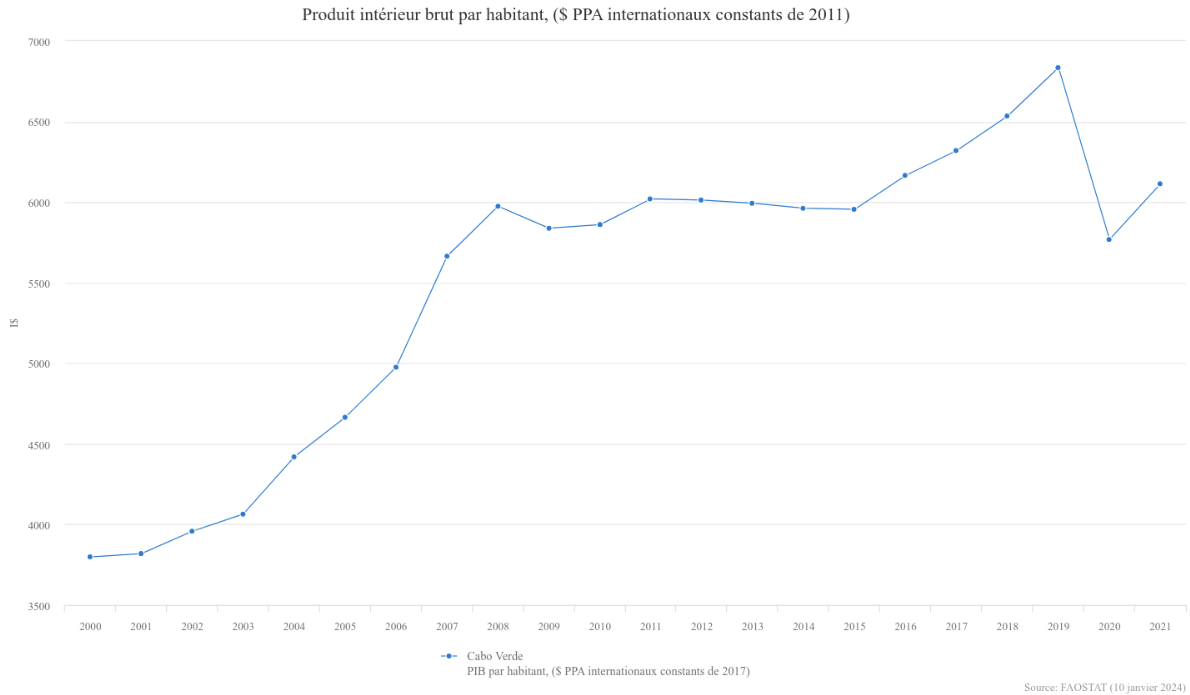 Produit intérieur brut par habitant, ($ PPA internationaux constants de 2011)
7000
6500
6000
5500
I$
5000
4500
4000
3500
2000 2001 2002 2003 2004 2005 2006 2007 2008 2009 2010 2011 2012 2013 2014 2015 2016 2017 2018 2019 2020 2021
Cabo Verde
PIB par habitant, ($ PPA internationaux constants de 2017)
Source: FAOSTAT (10 janvier 2024)